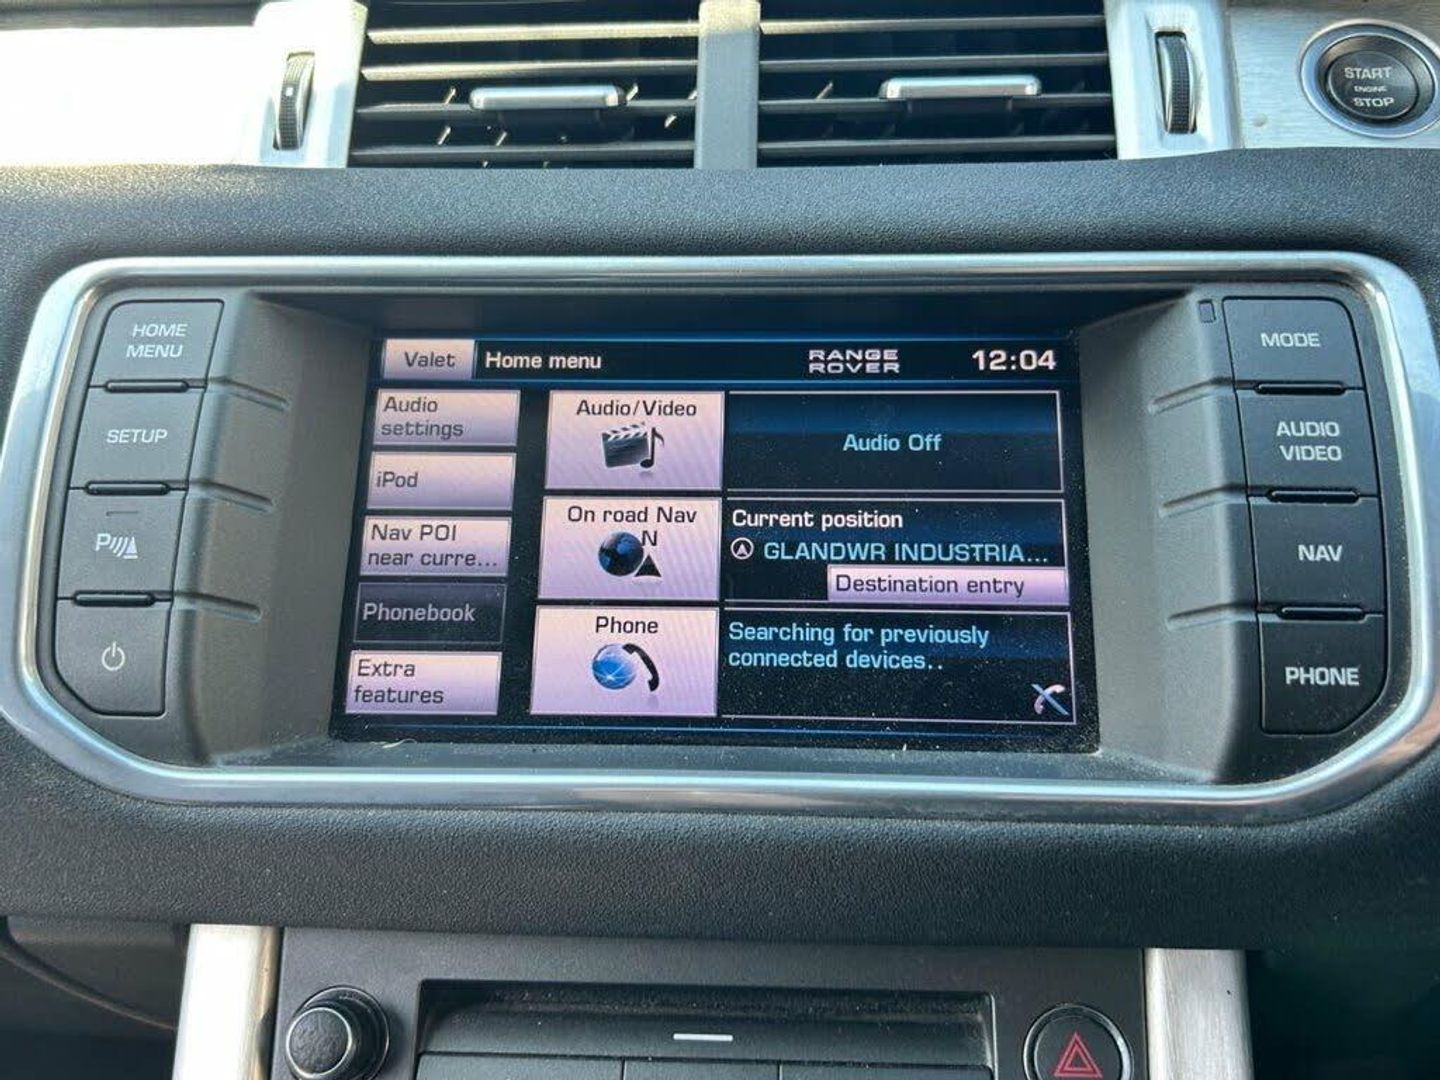 START
ENGINE
STOP
HOME
MENU
SETUP
P
Valet
Home menu
RANGE
ROVER
12:04
Audio
settings
iPod
Nav POI
near curre...
Phonebook
Extra
features
Audio/Video
On road Nav
N
Phone
Audio Off
Current position
GLANDWR INDUSTRIA...
Destination entry
Searching for previously
connected devices..
MODE
AUDIO
VIDEO
NAV
PHONE